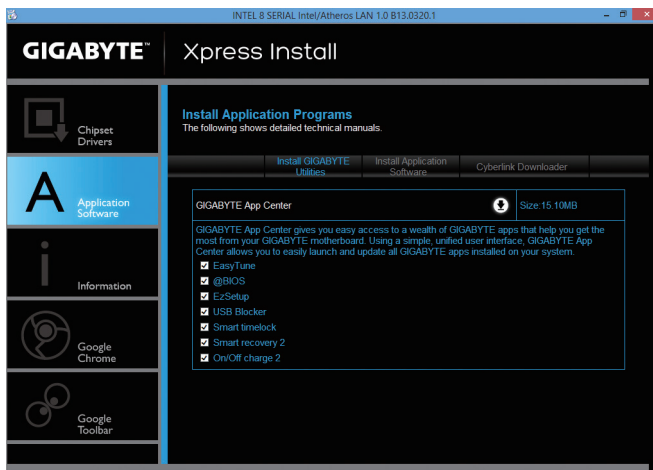 INTEL 8 SERIAL Intel/Atheros LAN 1.0 B13.0320.1
GIGABYTE™
Xpress Install
Chipset
Drivers
Application
Software
Information
Google
Chrome
Google
Toolbar
Install Application Programs
The following shows detailed technical manuals.
Install GIGABYTE
Utilities
Install Application
Software
Cyberlink Downloader
GIGABYTE App Center
Size:15.10MB
GIGABYTE App Center gives you easy access to a wealth of GIGABYTE apps that help you get the
most from your GIGABYTE motherboard. Using a simple, unified user interface, GIGABYTE App
Center allows you to easily launch and update all GIGABYTE apps installed on your system.
EasyTune
@BIOS
EzSetup
USB Blocker
Smart timelock
Smart recovery 2
On/Off charge 2